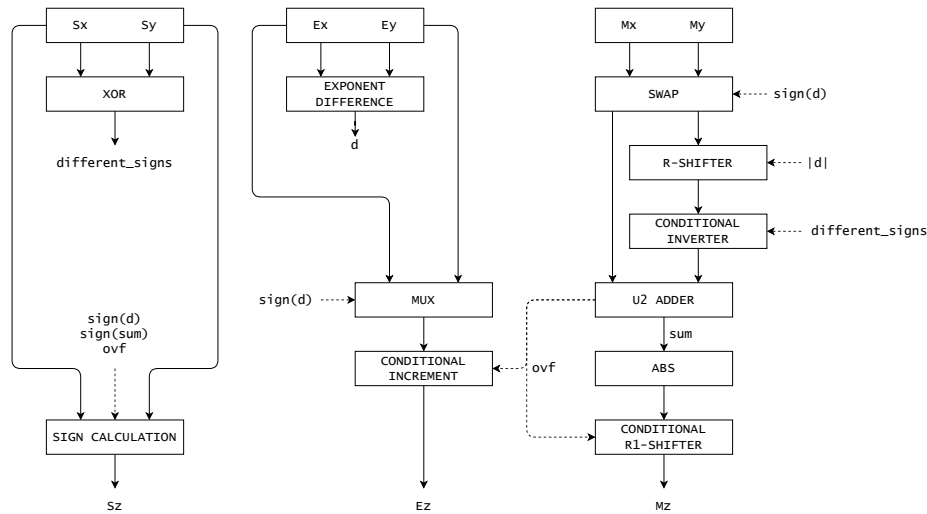 Sx Sy
Ex Ey
Mx My
XOR
EXPONENT
DIFFERENCE
SWAP
sign(d)
different_signs
d
R-SHIFTER
|d|
CONDITIONAL
INVERTER
different_signs
sign(d)
MUX
U2 ADDER
sign(d)
sign(sum)
ovf
sum
CONDITIONAL
INCREMENT
ovf
ABS
SIGN CALCULATION
CONDITIONAL
R1-SHIFTER
Sz
Ez
Mz